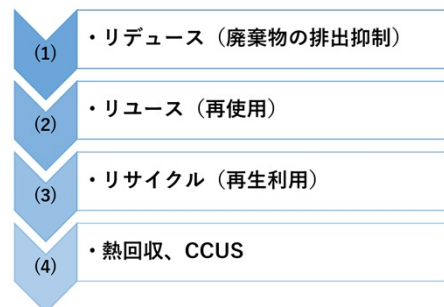 (1)
・リデュース（廃棄物の排出抑制）
(2)
・リユース（再使用）
(3)
・リサイクル（再生利用）
(4)
・熱回収、CCUS